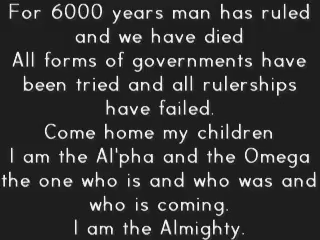 For 6000 years man has ruled
and we have died
All forms of governments have
been tried and all rulerships
have failed.
Come home my children
I am the Al'pha and the Omega
the one who is and who was and
who is coming.
I am the Almighty.